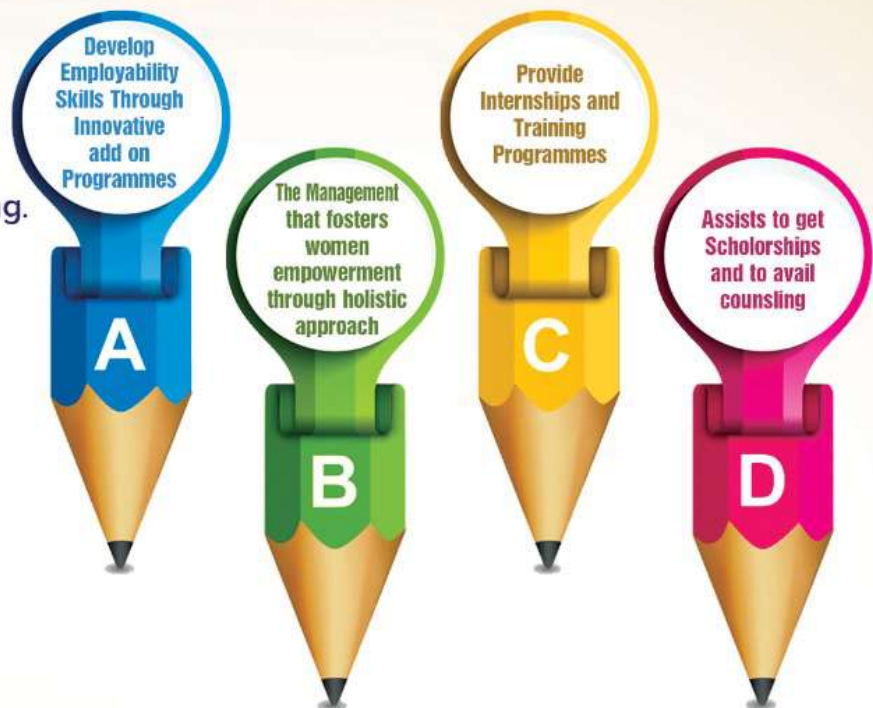 g.
Develop
Employability
Skills Through
Innovative
add on
Programmes
A
The Management
that fosters
women
empowerment
through holistic
approach
B
Provide
Internships and
Training
Programmes
C
Assists to get
Scholorships
and to avail
counsling
D